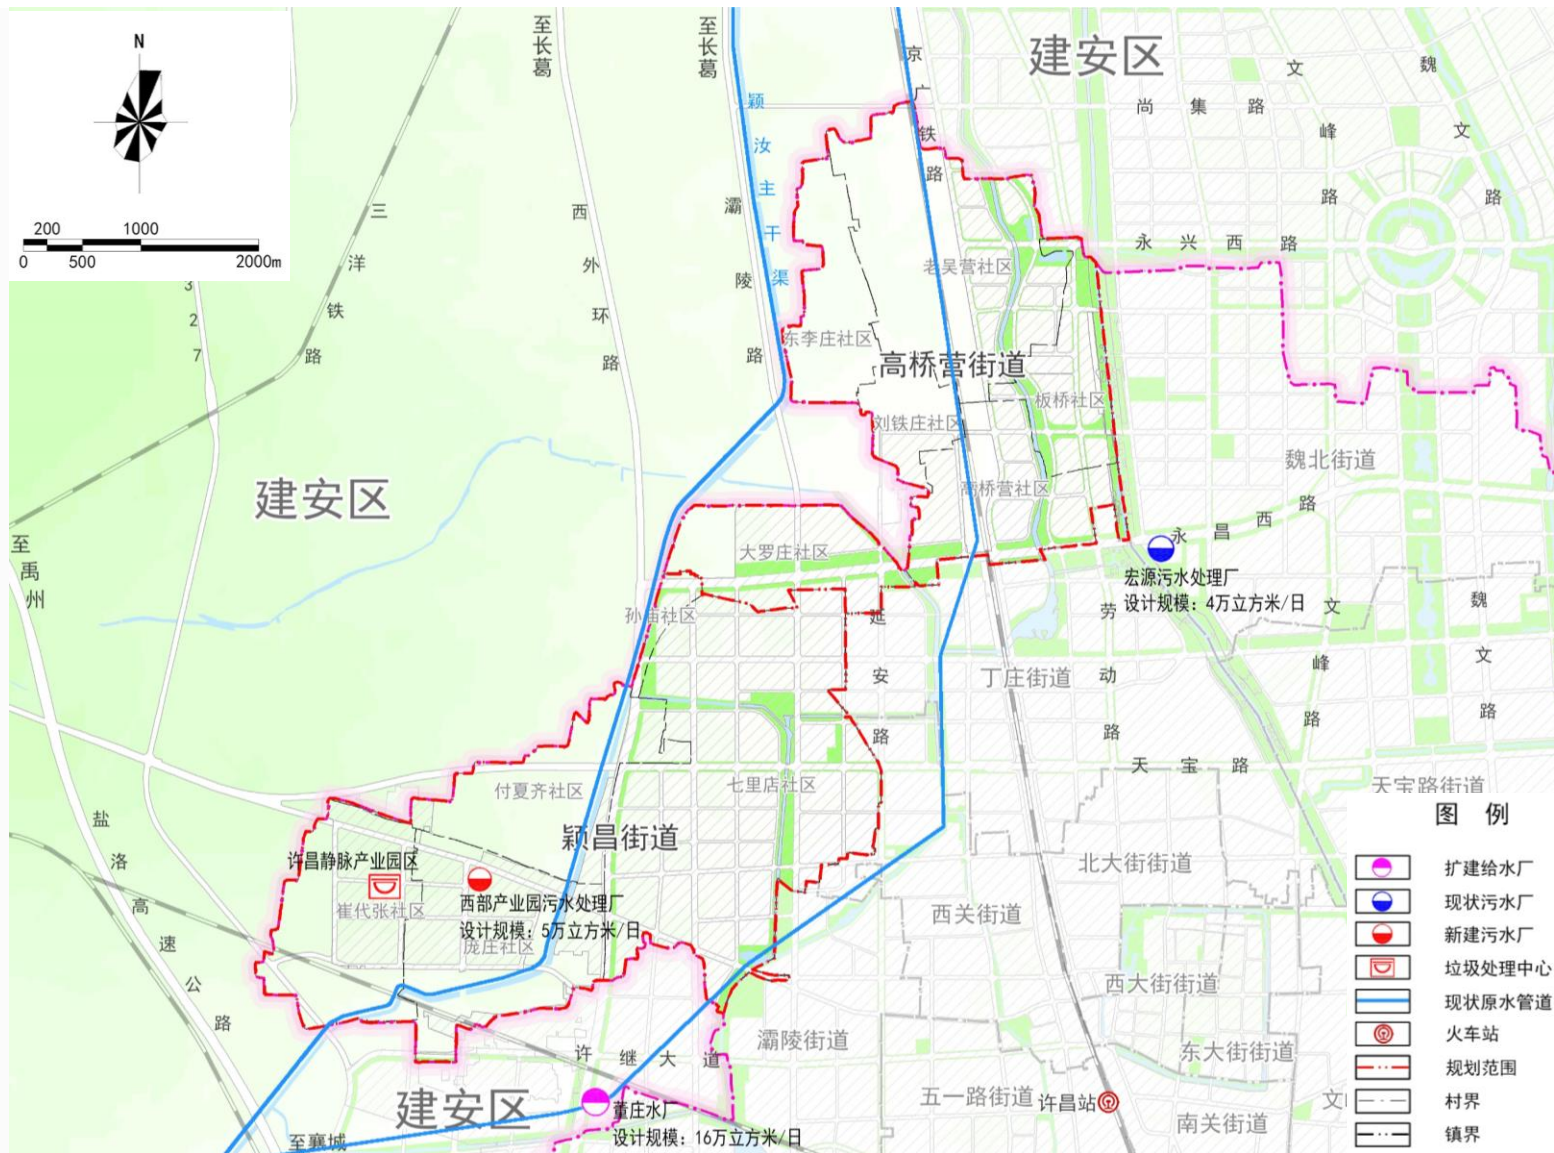 N
200 1000
0 500 2000m
至长葛
至长葛
京广铁路
建安区
尚集路
文峰路
魏文路
颍汝主干渠
三洋铁路
西外环路
灞陵路
永兴西路
327
老吴营社区
东李庄社区
高桥营街道
板桥社区
刘铁庄社区
魏北街道
高桥营社区
建安区
至禹州
永昌西路
大罗庄社区
宏源污水处理厂
设计规模：4万立方米/日
孙庙社区
延安路
劳动路
文峰路
魏文路
丁庄街道
天宝路
付夏齐社区
七里店社区
天宝路街道
颍昌街道
盐洛高速公路
许昌静脉产业园区
崔代张社区
西部产业园污水处理厂
设计规模：5万立方米/日
庞庄社区
北大街街道
西关街道
西大街街道
灞陵街道
东大街街道
许继大道
五一路街道
许昌站
南关街道
文
建安区
董庄水厂
设计规模：16万立方米/日
至襄城
图 例
扩建给水厂
现状污水厂
新建污水厂
垃圾处理中心
现状原水管道
火车站
规划范围
村界
镇界